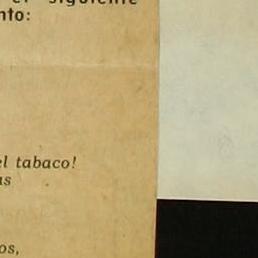 el siguiente
nto:
el tabaco!
as
os,